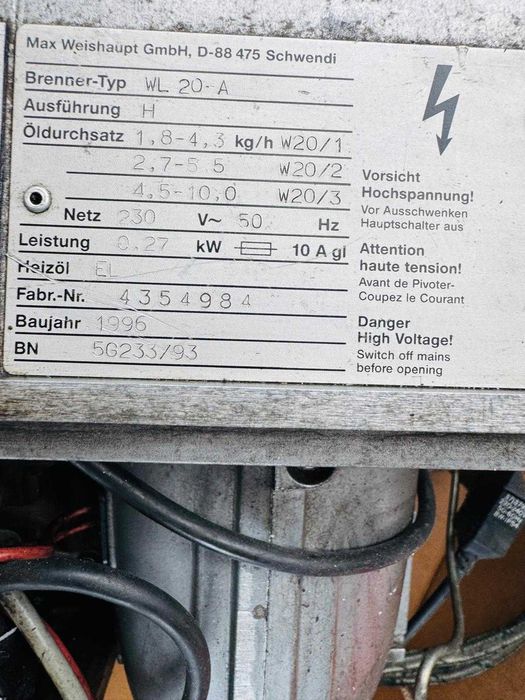 Max Weishaupt GmbH, D-88 475 Schwendi
Brenner-Typ WL 20-A
Ausführung H
Öldurchsatz 1,8-4,3 kg/h W20/1
2,7-5,5 W20/2
4,5-10,0 W20/3
Netz 230 V~ 50 Hz
Leistung 0,27 kW 10 A gl
Heizöl EL
Fabr.-Nr. 4354984
Baujahr 1996
BN 5G233/93
Vorsicht
Hochspannung!
Vor Ausschwenken
Hauptschalter aus
Attention
haute tension!
Avant de Pivoter-
Coupez le Courant
Danger
High Voltage!
Switch off mains
before opening